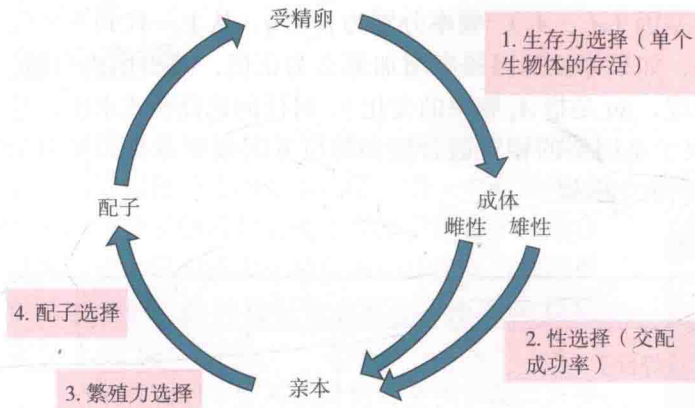 受精卵
1. 生存力选择（单个
生物体的存活）
配子
成体
雌性 雄性
4. 配子选择
2. 性选择（交配
成功率）
3. 繁殖力选择
亲本